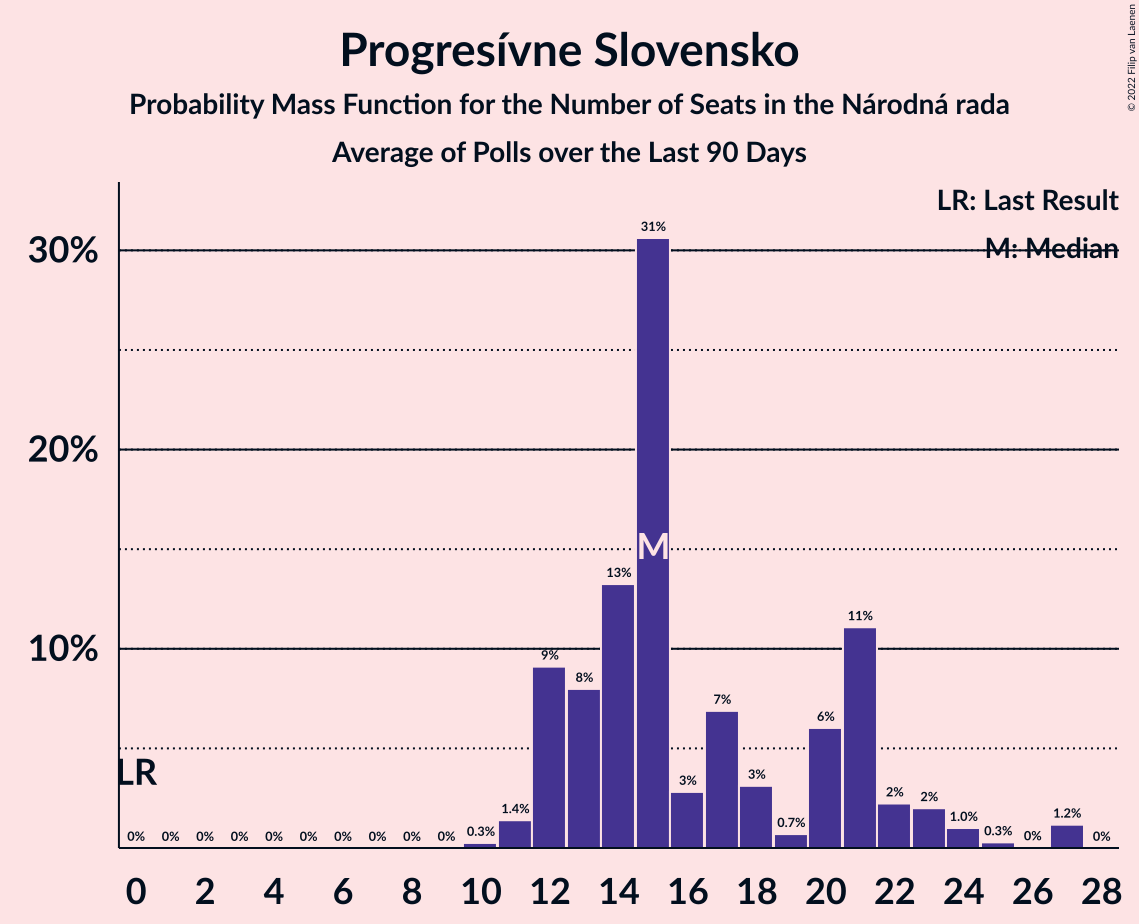 Progresívne Slovensko
Probability Mass Function for the Number of Seats in the Národná rada
Average of Polls over the Last 90 Days
© 2022 Filip van Laenen
LR: Last Result
M: Median
30%
20%
10%
31%
M
13%
11%
9%
8%
7%
6%
LR
3%
3%
2%
2%
1.4%
1.2%
1.0%
0% 0% 0% 0% 0% 0% 0% 0% 0% 0% 0.3% 0.7% 0.3% 0% 0%
0 2 4 6 8 10 12 14 16 18 20 22 24 26 28